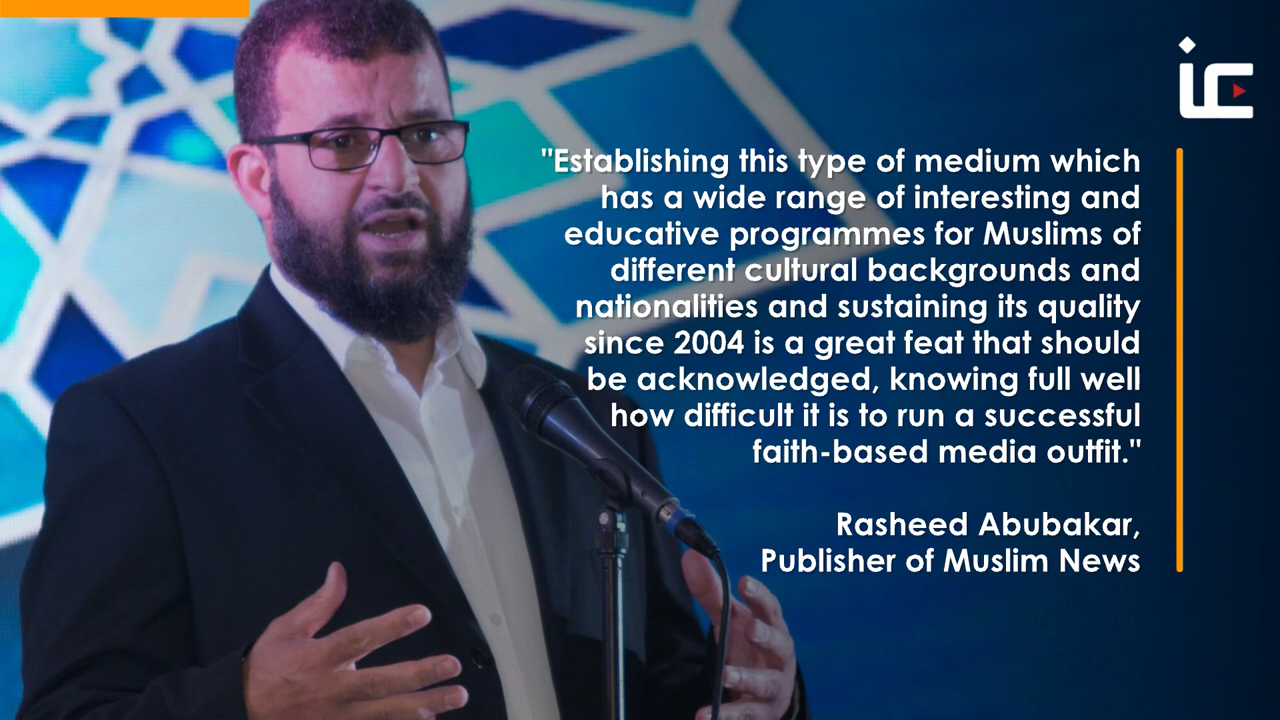 ic
"Establishing this type of medium which
has a wide range of interesting and
educative programmes for Muslims of
different cultural backgrounds and
nationalities and sustaining its quality
since 2004 is a great feat that should
be acknowledged, knowing full well
how difficult it is to run a successful
faith-based media outfit."
Rasheed Abubakar,
Publisher of Muslim News